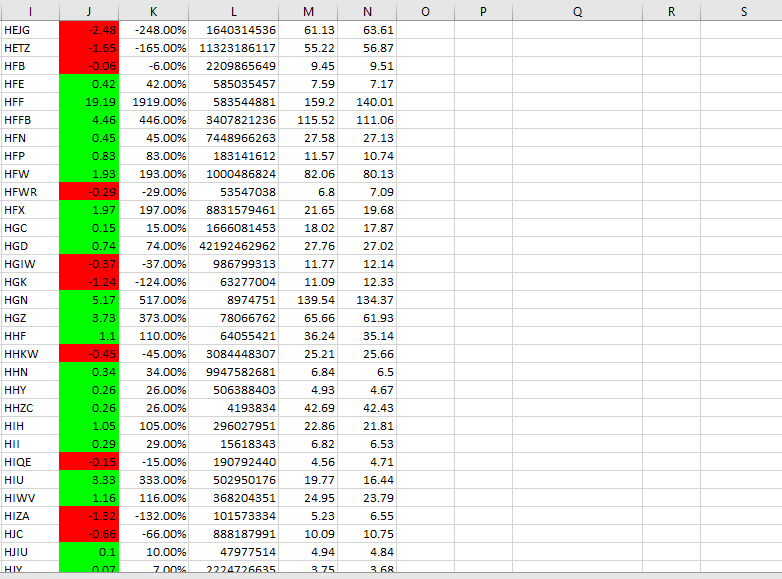 I J K L M N O P Q R S
HEJG -2.48 -248.00% 1640314536 61.13 63.61
HETZ -1.65 -165.00% 11323186117 55.22 56.87
HFB -0.06 -6.00% 2209865649 9.45 9.51
HFE 0.42 42.00% 585035457 7.59 7.17
HFF 19.19 1919.00% 583544881 159.2 140.01
HFFB 4.46 446.00% 3407821236 115.52 111.06
HFN 0.45 45.00% 7448966263 27.58 27.13
HFP 0.83 83.00% 183141612 11.57 10.74
HFW 1.93 193.00% 1000486824 82.06 80.13
HFWR -0.29 -29.00% 53547038 6.8 7.09
HFX 1.97 197.00% 8831579461 21.65 19.68
HGC 0.15 15.00% 1666081453 18.02 17.87
HGD 0.74 74.00% 42192462962 27.76 27.02
HGIW -0.37 -37.00% 986799313 11.77 12.14
HGK -1.24 -124.00% 63277004 11.09 12.33
HGN 5.17 517.00% 8974751 139.54 134.37
HGZ 3.73 373.00% 78066762 65.66 61.93
HHF 1.1 110.00% 64055421 36.24 35.14
HHKW -0.45 -45.00% 3084448307 25.21 25.66
HHN 0.34 34.00% 9947582681 6.84 6.5
HHY 0.26 26.00% 506388403 4.93 4.67
HHZC 0.26 26.00% 4193834 42.69 42.43
HIH 1.05 105.00% 296027951 22.86 21.81
HII 0.29 29.00% 15618343 6.82 6.53
HIQE -0.15 -15.00% 190792440 4.56 4.71
HIU 3.33 333.00% 502950176 19.77 16.44
HIWV 1.16 116.00% 368204351 24.95 23.79
HIZA -1.32 -132.00% 101573334 5.23 6.55
HJC -0.66 -66.00% 888187991 10.09 10.75
HJIU 0.1 10.00% 47977514 4.94 4.84
HJY 0.07 7.00% 2224726635 3.75 3.68